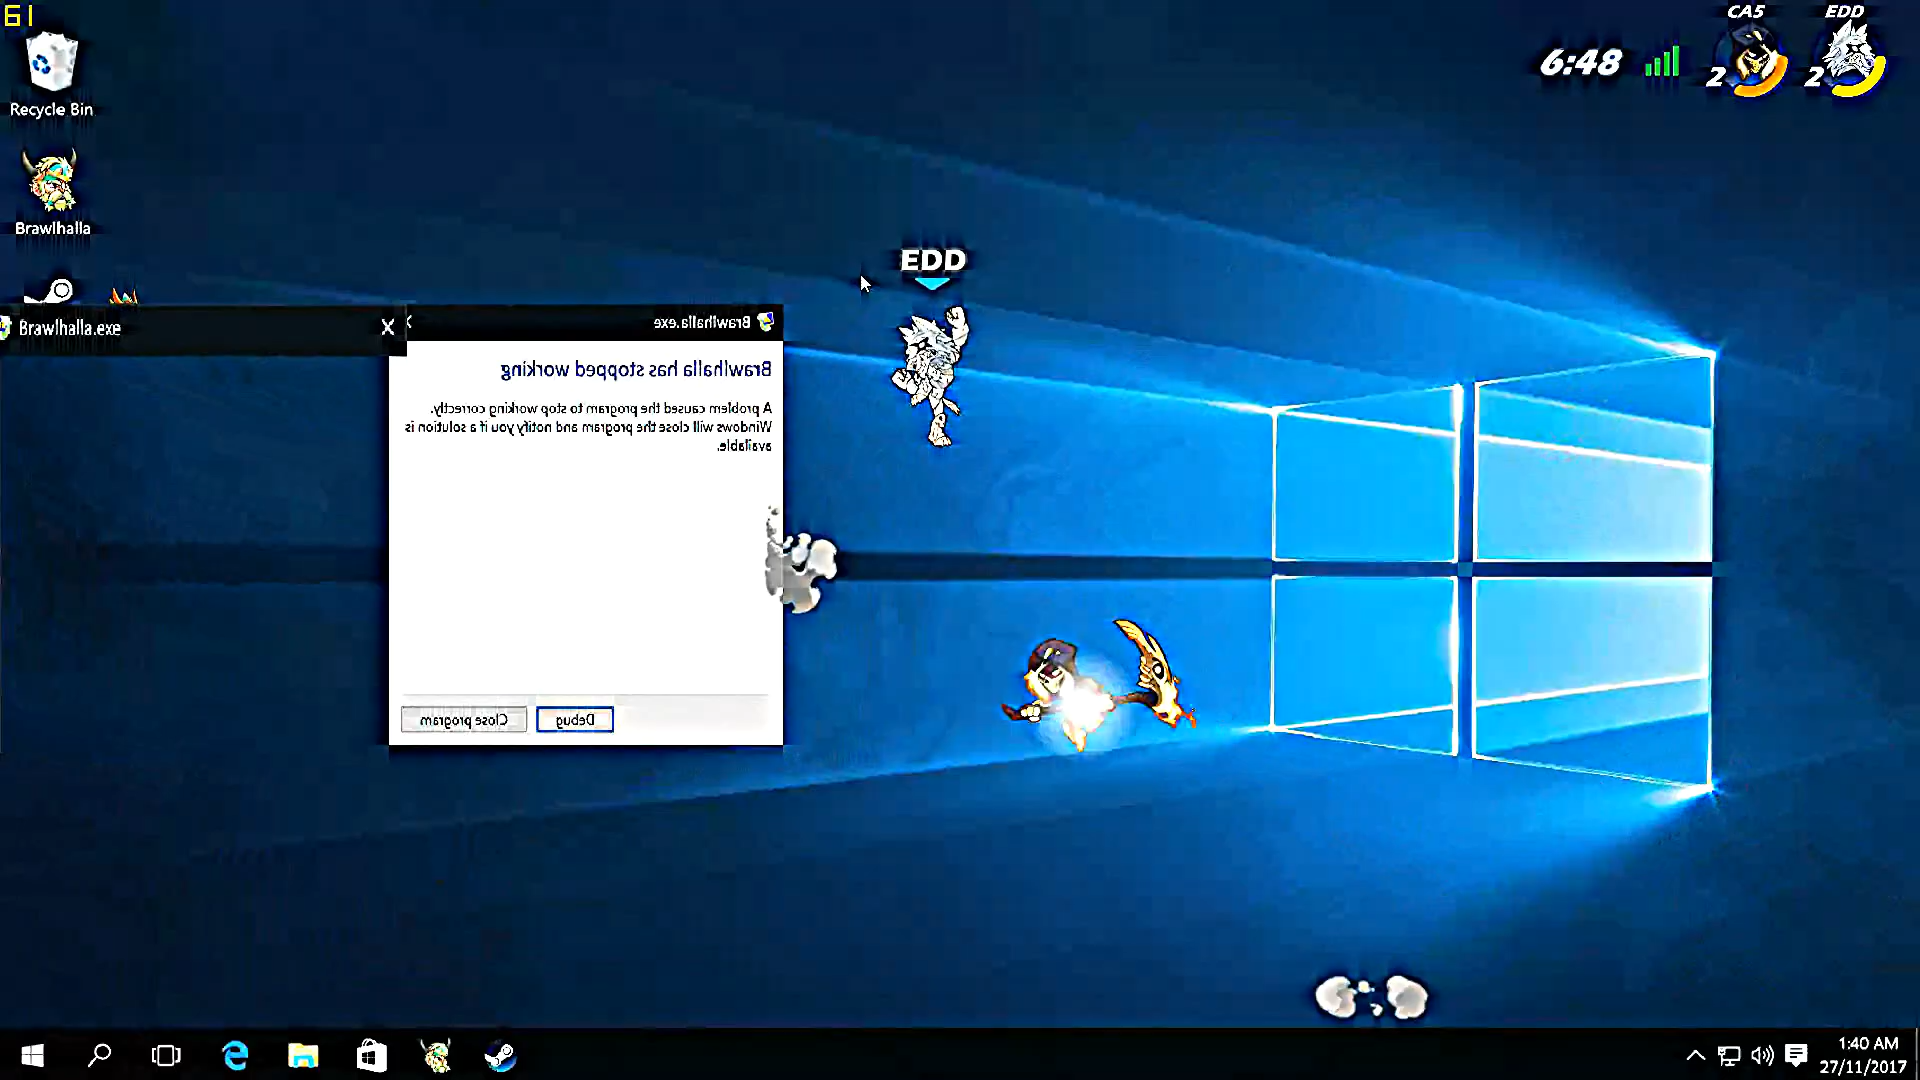 61
CA5
EDD
6:48
2
2
Recycle Bin
Brawlhalla
EDD
Brawlhalla.exe
X
Brawlhalla.exe
Brawlhalla has stopped working
A problem caused the program to stop working correctly.
Windows will close the program and notify you if a solution is
available.
Close program
Debug
1:40 AM
27/11/2017